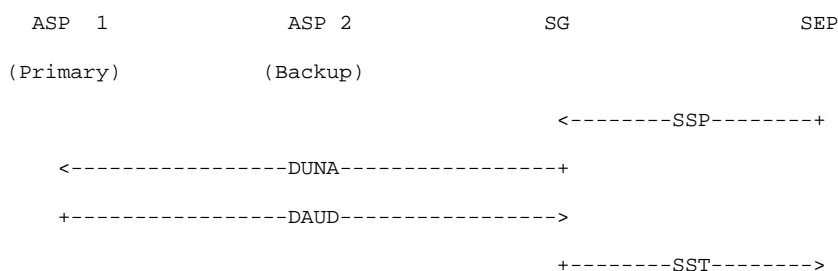 ASP 1 ASP 2 SG SEP
(Primary) (Backup)
<--------SSP--------+
<-----------------DUNA-----------------+
+-----------------DAUD----------------->
+--------SST-------->